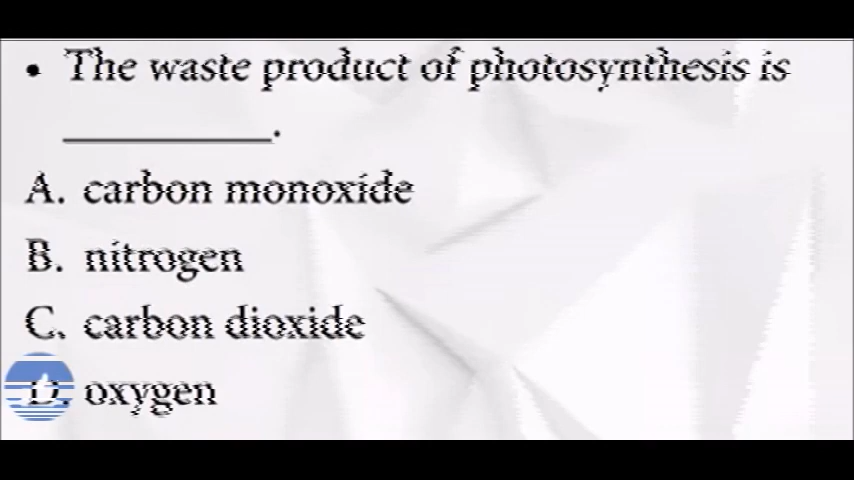 • The waste product of photosynthesis is
__________.
A. carbon monoxide
B. nitrogen
C. carbon dioxide
D. oxygen